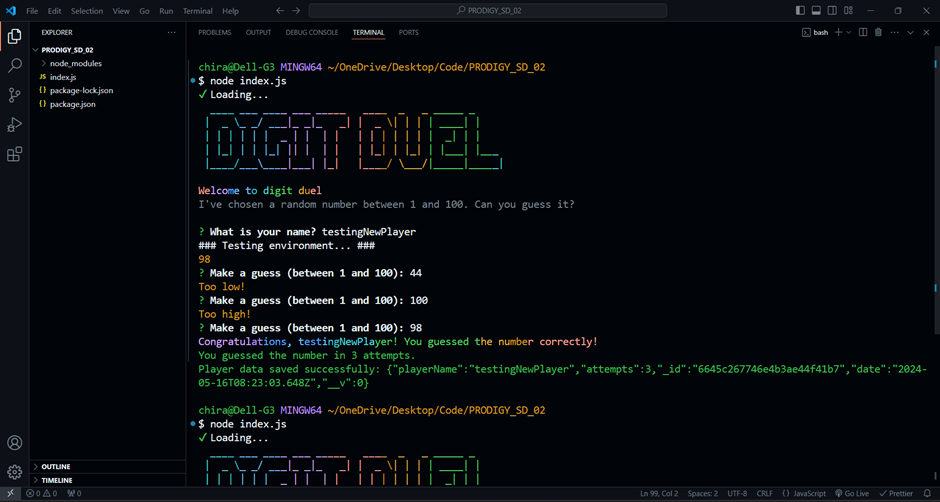 File Edit Selection View Go Run Terminal Help
PRODIGY_SD_02
EXPLORER
PROBLEMS OUTPUT DEBUG CONSOLE TERMINAL PORTS
bash
PRODIGY_SD_02
node_modules
JS index.js
{} package-lock.json
{} package.json
chira@Dell-G3 MINGW64 ~/OneDrive/Desktop/Code/PRODIGY_SD_02
$ node index.js
✓ Loading...
DIGIT DUEL
Welcome to digit duel
I've chosen a random number between 1 and 100. Can you guess it?
? What is your name? testingNewPlayer
### Testing environment... ###
98
? Make a guess (between 1 and 100): 44
Too low!
? Make a guess (between 1 and 100): 100
Too high!
? Make a guess (between 1 and 100): 98
Congratulations, testingNewPlayer! You guessed the number correctly!
You guessed the number in 3 attempts.
Player data saved successfully: {"playerName":"testingNewPlayer","attempts":3,"_id":"6645c267746e4b3ae44f41b7","date":"2024-
05-16T08:23:03.648Z","__v":0}
chira@Dell-G3 MINGW64 ~/OneDrive/Desktop/Code/PRODIGY_SD_02
$ node index.js
✓ Loading...
DIGIT DUEL
OUTLINE
TIMELINE
0 0 0 Ln 99, Col 2 Spaces: 2 UTF-8 CRLF {} JavaScript Go Live Prettier